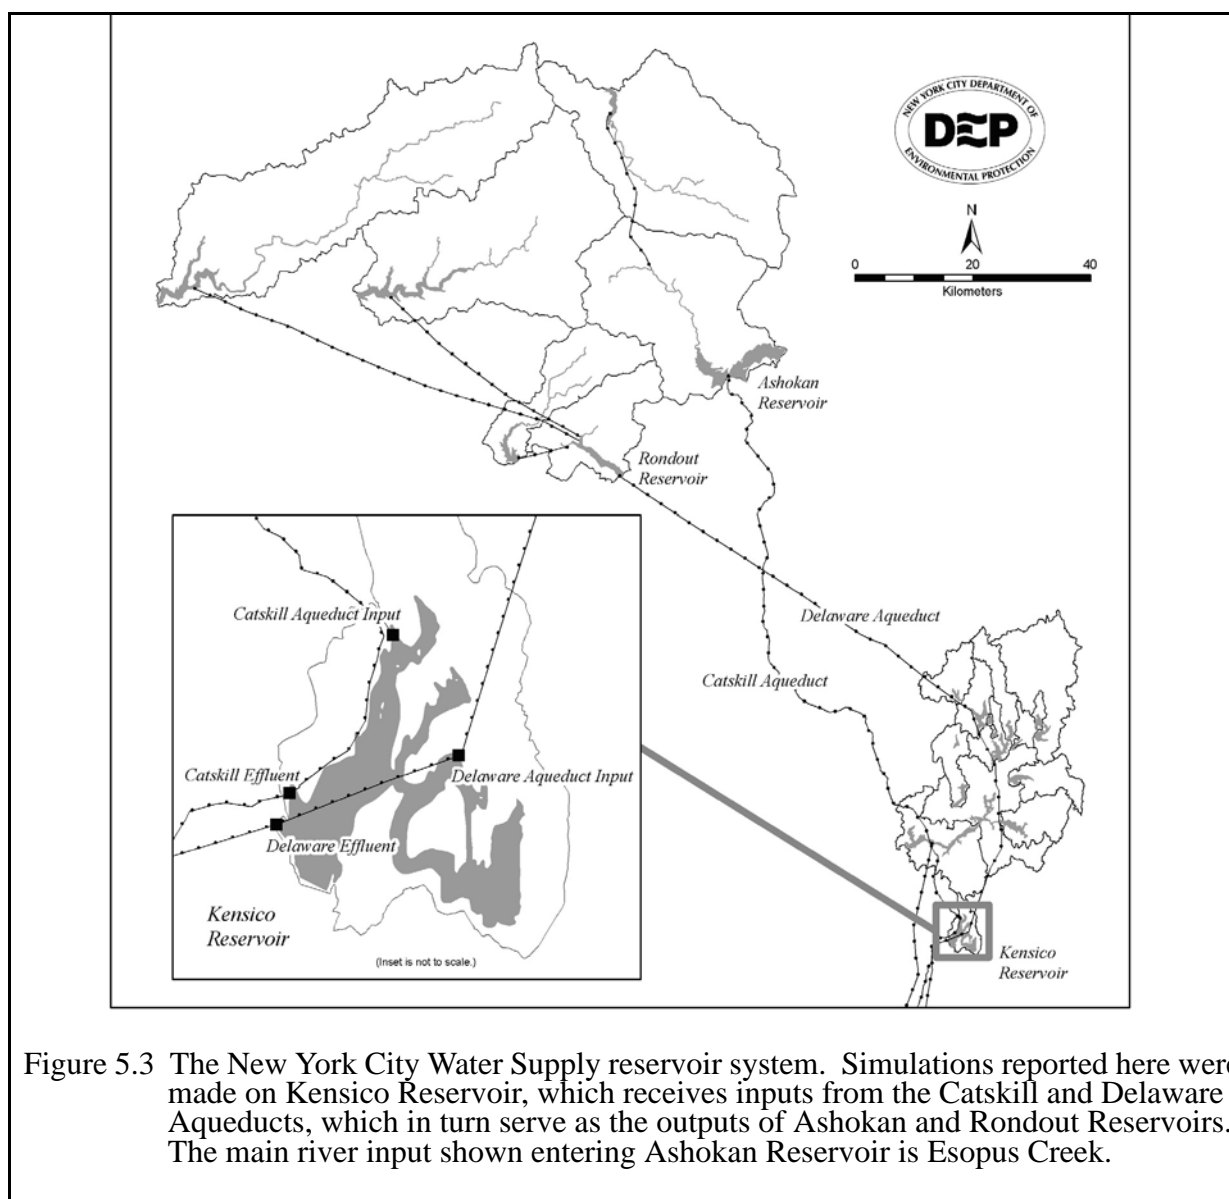 NEW YORK CITY DEPARTMENT OF
DEP
ENVIRONMENTAL PROTECTION
N
0 20 40
Kilometers
Ashokan
Reservoir
Rondout
Reservoir
Delaware Aqueduct
Catskill Aqueduct
Catskill Aqueduct Input
Catskill Effluent
Delaware Aqueduct Input
Delaware Effluent
Kensico
Reservoir
(Inset is not to scale.)
Kensico
Reservoir
Figure 5.3 The New York City Water Supply reservoir system. Simulations reported here were
made on Kensico Reservoir, which receives inputs from the Catskill and Delaware
Aqueducts, which in turn serve as the outputs of Ashokan and Rondout Reservoirs.
The main river input shown entering Ashokan Reservoir is Esopus Creek.